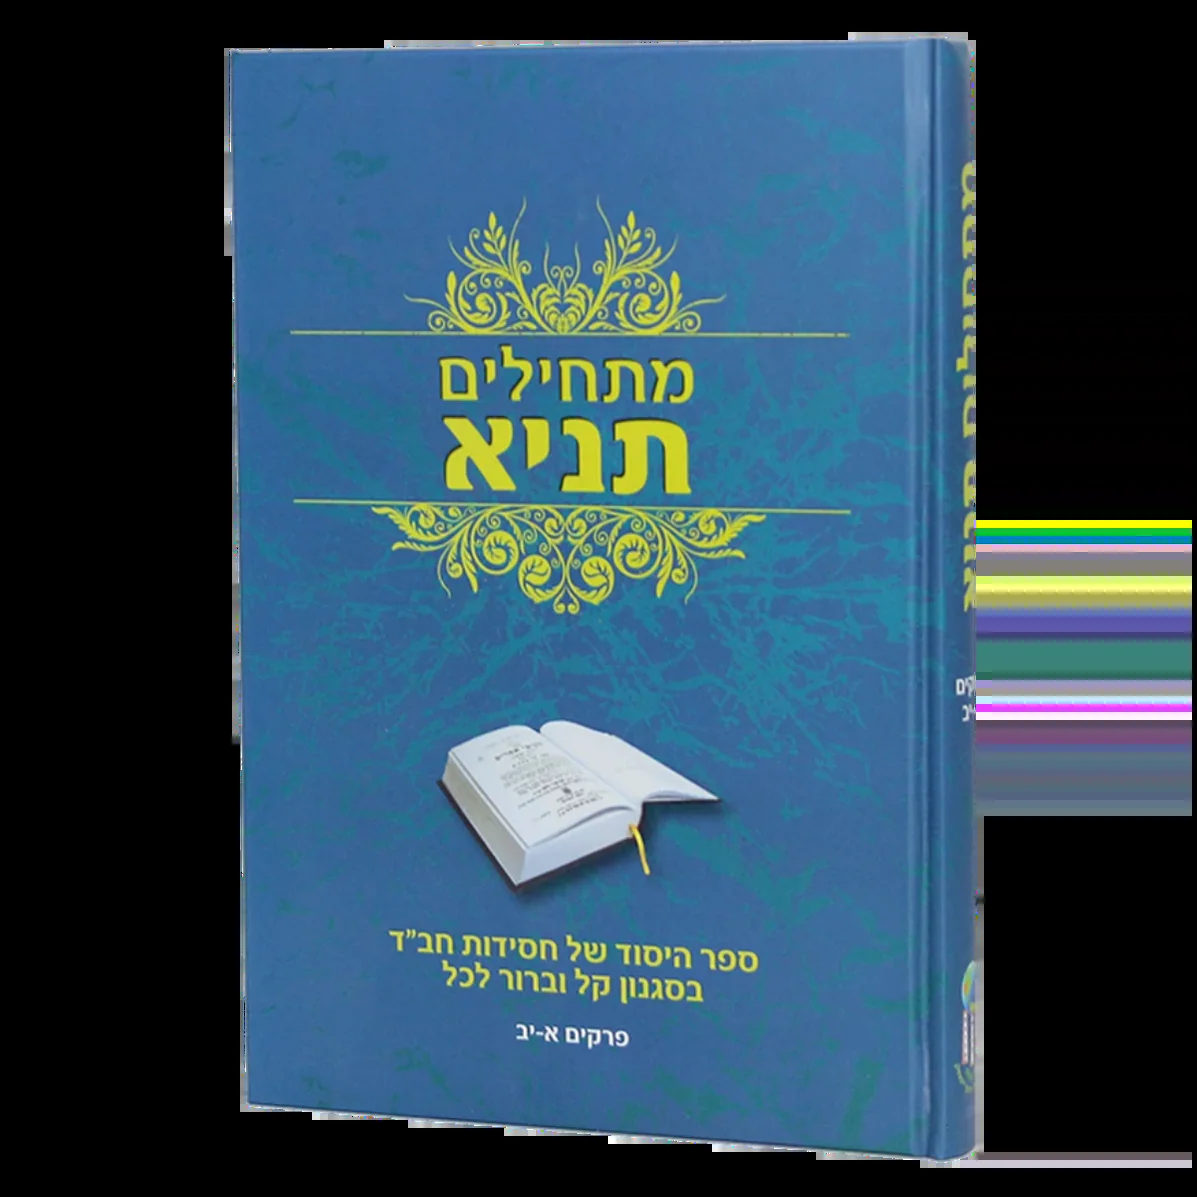 מתחילים
תניא
ספר היסוד של חסידות חב"ד
בסגנון קל וברור לכל
פרקים א-יב
מתחילים תניא